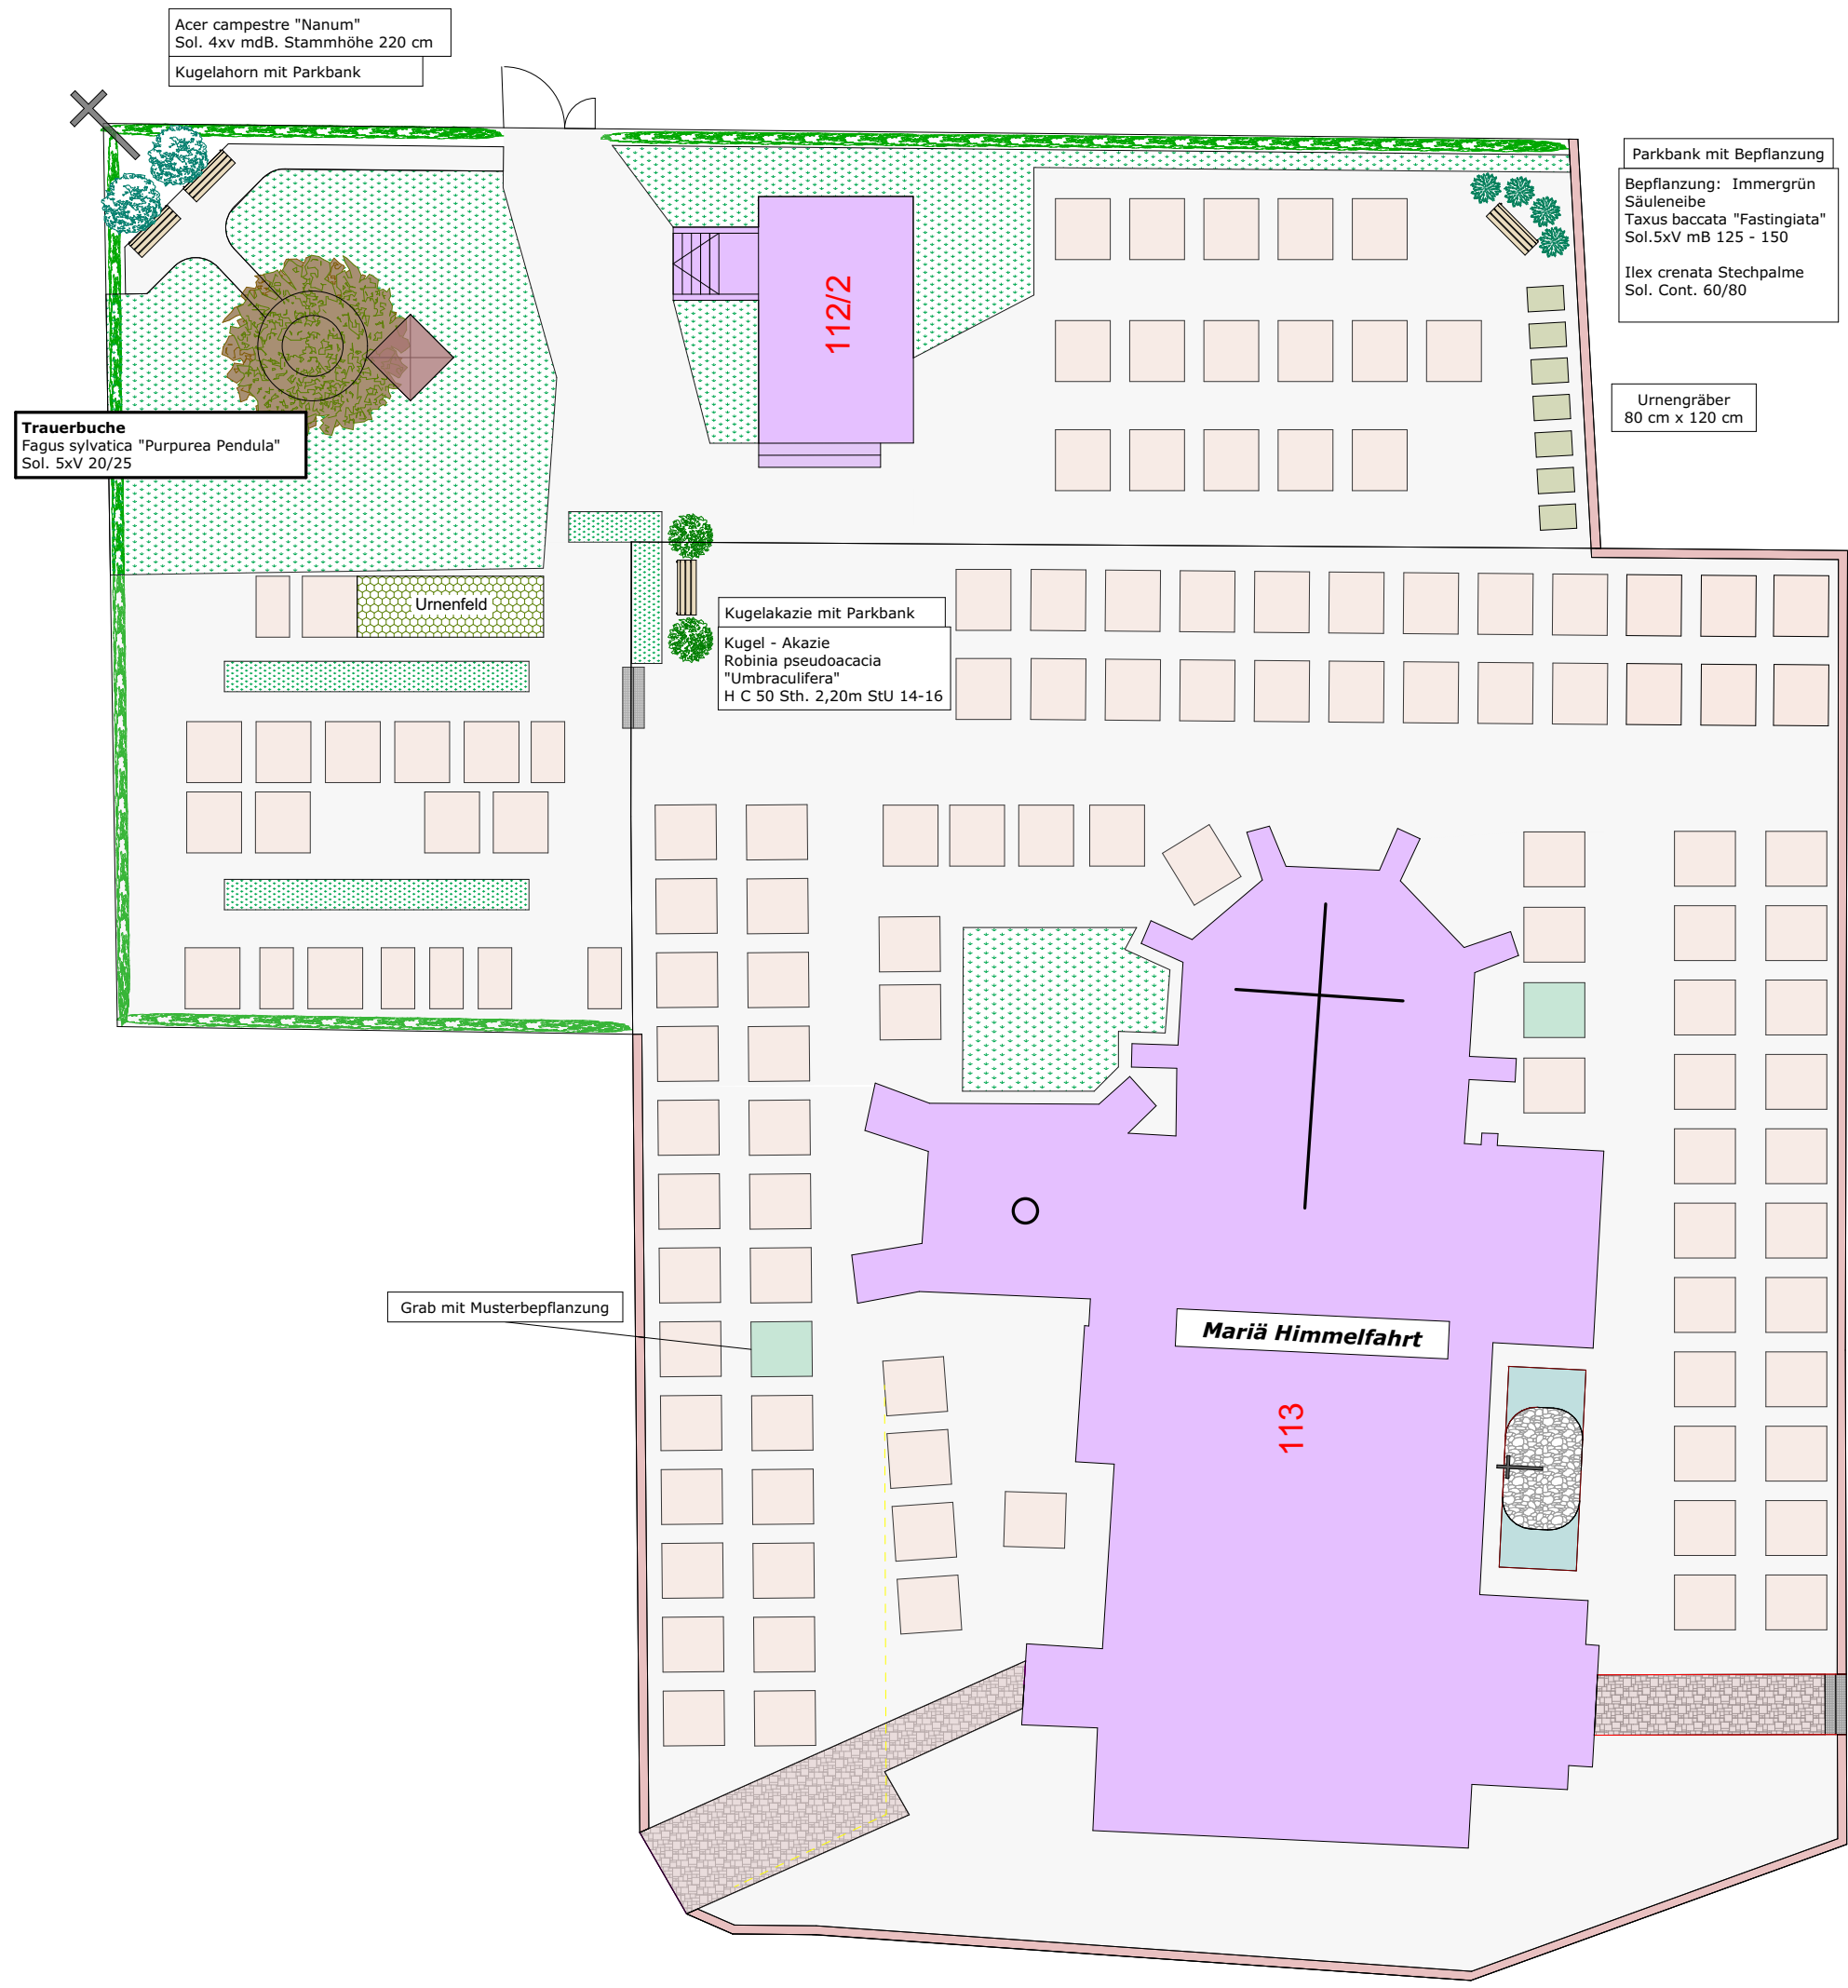 Acer campestre "Nanum"
Sol. 4xv mdB. Stammhöhe 220 cm
Kugelahorn mit Parkbank
Parkbank mit Bepflanzung
Bepflanzung: Immergrün
Säuleneibe
Taxus baccata "Fastingiata"
Sol.5xV mB 125 - 150
Ilex crenata Stechpalme
Sol. Cont. 60/80
112/2
Urnengräber
80 cm x 120 cm
Trauerbuche
Fagus sylvatica "Purpurea Pendula"
Sol. 5xV 20/25
Urnenfeld
Kugelakazie mit Parkbank
Kugel - Akazie
Robinia pseudoacacia
"Umbraculifera"
H C 50 Sth. 2,20m StU 14-16
Grab mit Musterbepflanzung
Mariä Himmelfahrt
113